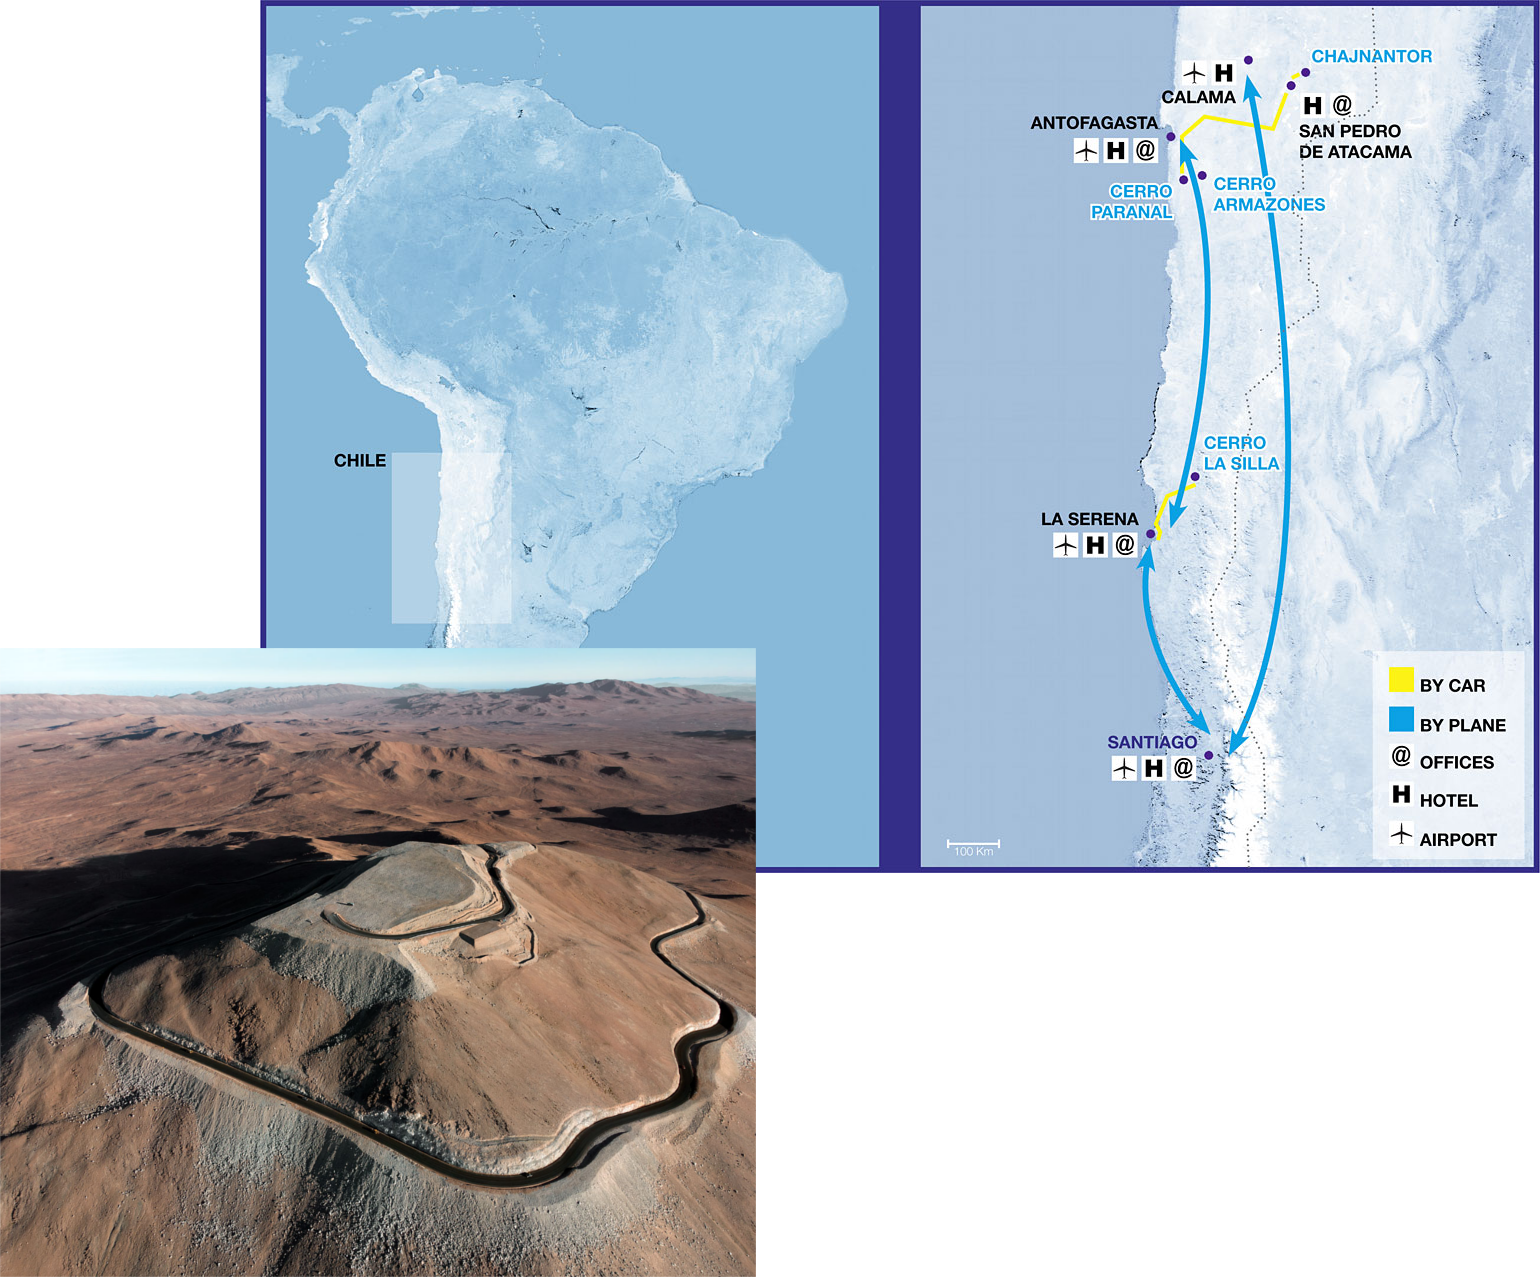 CHILE
CHAJNANTOR
H
CALAMA
H @
SAN PEDRO
DE ATACAMA
ANTOFAGASTA
H @
CERRO
PARANAL
CERRO
ARMAZONES
CERRO
LA SILLA
LA SERENA
H @
SANTIAGO
H @
100 Km
BY CAR
BY PLANE
@ OFFICES
H HOTEL
AIRPORT